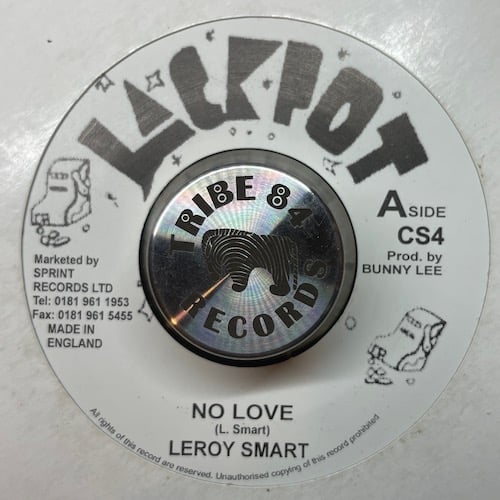 JACKPOT
A SIDE
CS4
Prod. by
BUNNY LEE
Marketed by
SPRINT
RECORDS LTD
Tel: 0181 961 1953
Fax: 0181 961 5455
MADE IN
ENGLAND
TRIBE 84
RECORDS
NO LOVE
(L. Smart)
LEROY SMART
All rights of this record are reserved. Unauthorised copying of this record prohibited